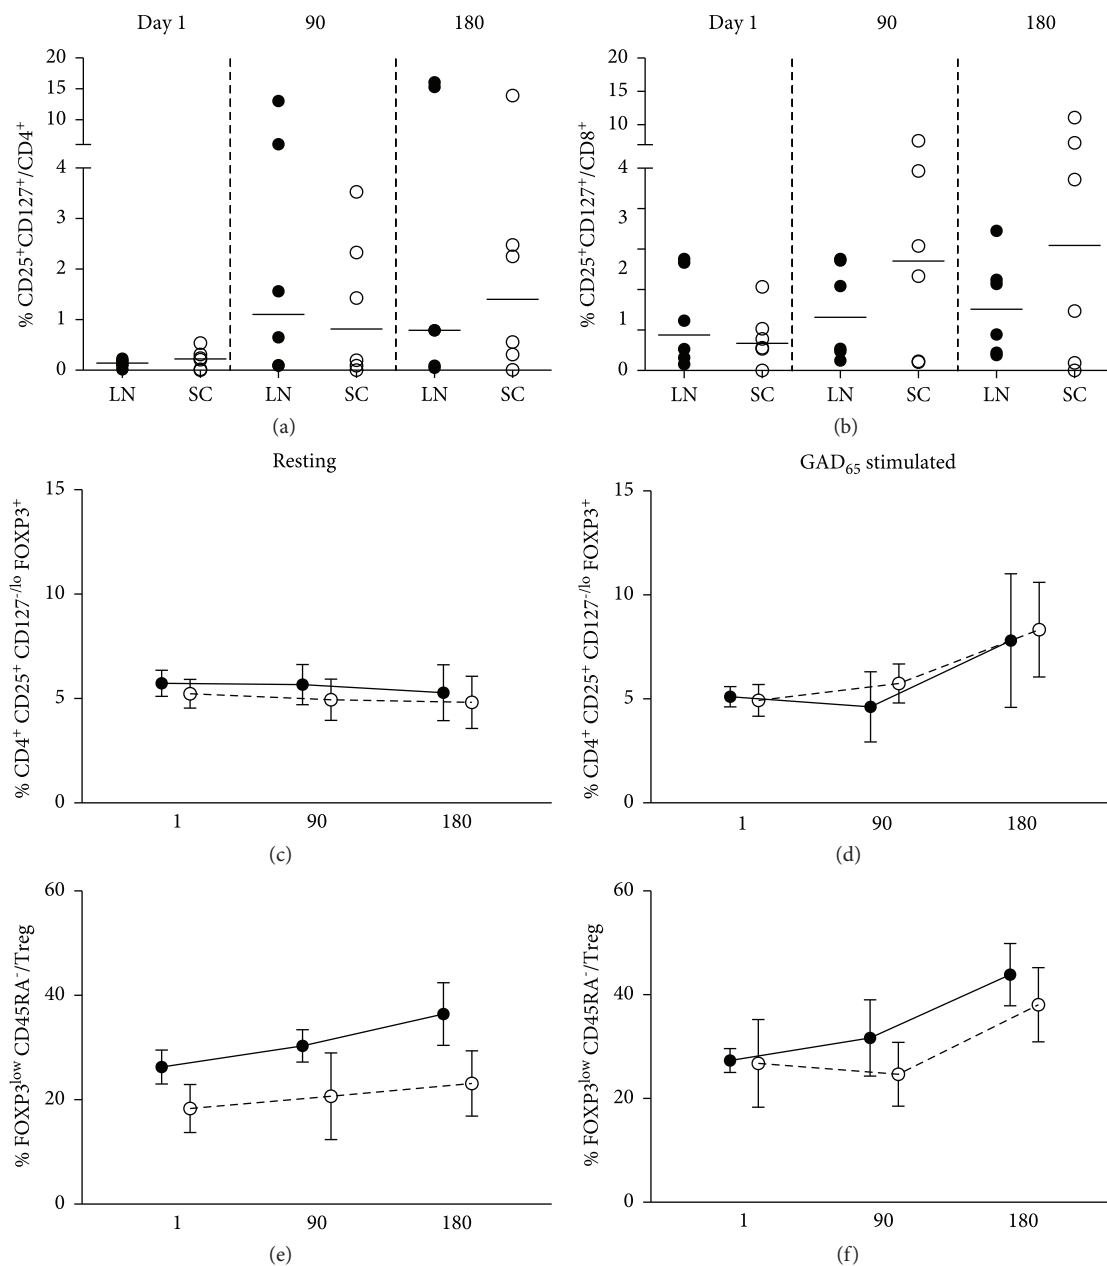 Day 1 90 180
% CD25⁺CD127⁺/CD4⁺
20
15
10
4
3
2
1
0
LN SC LN SC LN SC
(a)
Day 1 90 180
% CD25⁺CD127⁺/CD8⁺
20
15
10
4
2
2
1
1
0
LN SC LN SC LN SC
(b)
Resting
% CD4⁺ CD25⁺ CD127⁻/ˡᵒ FOXP3⁺
15
10
5
0
1 90 180
(c)
GAD₆₅ stimulated
% CD4⁺ CD25⁺ CD127⁻/ˡᵒ FOXP3⁺
15
10
5
0
1 90 180
(d)
% FOXP3ˡᵒʷ CD45RA⁻/Treg
60
40
20
0
1 90 180
(e)
% FOXP3ˡᵒʷ CD45RA⁻/Treg
60
40
20
0
1 90 180
(f)